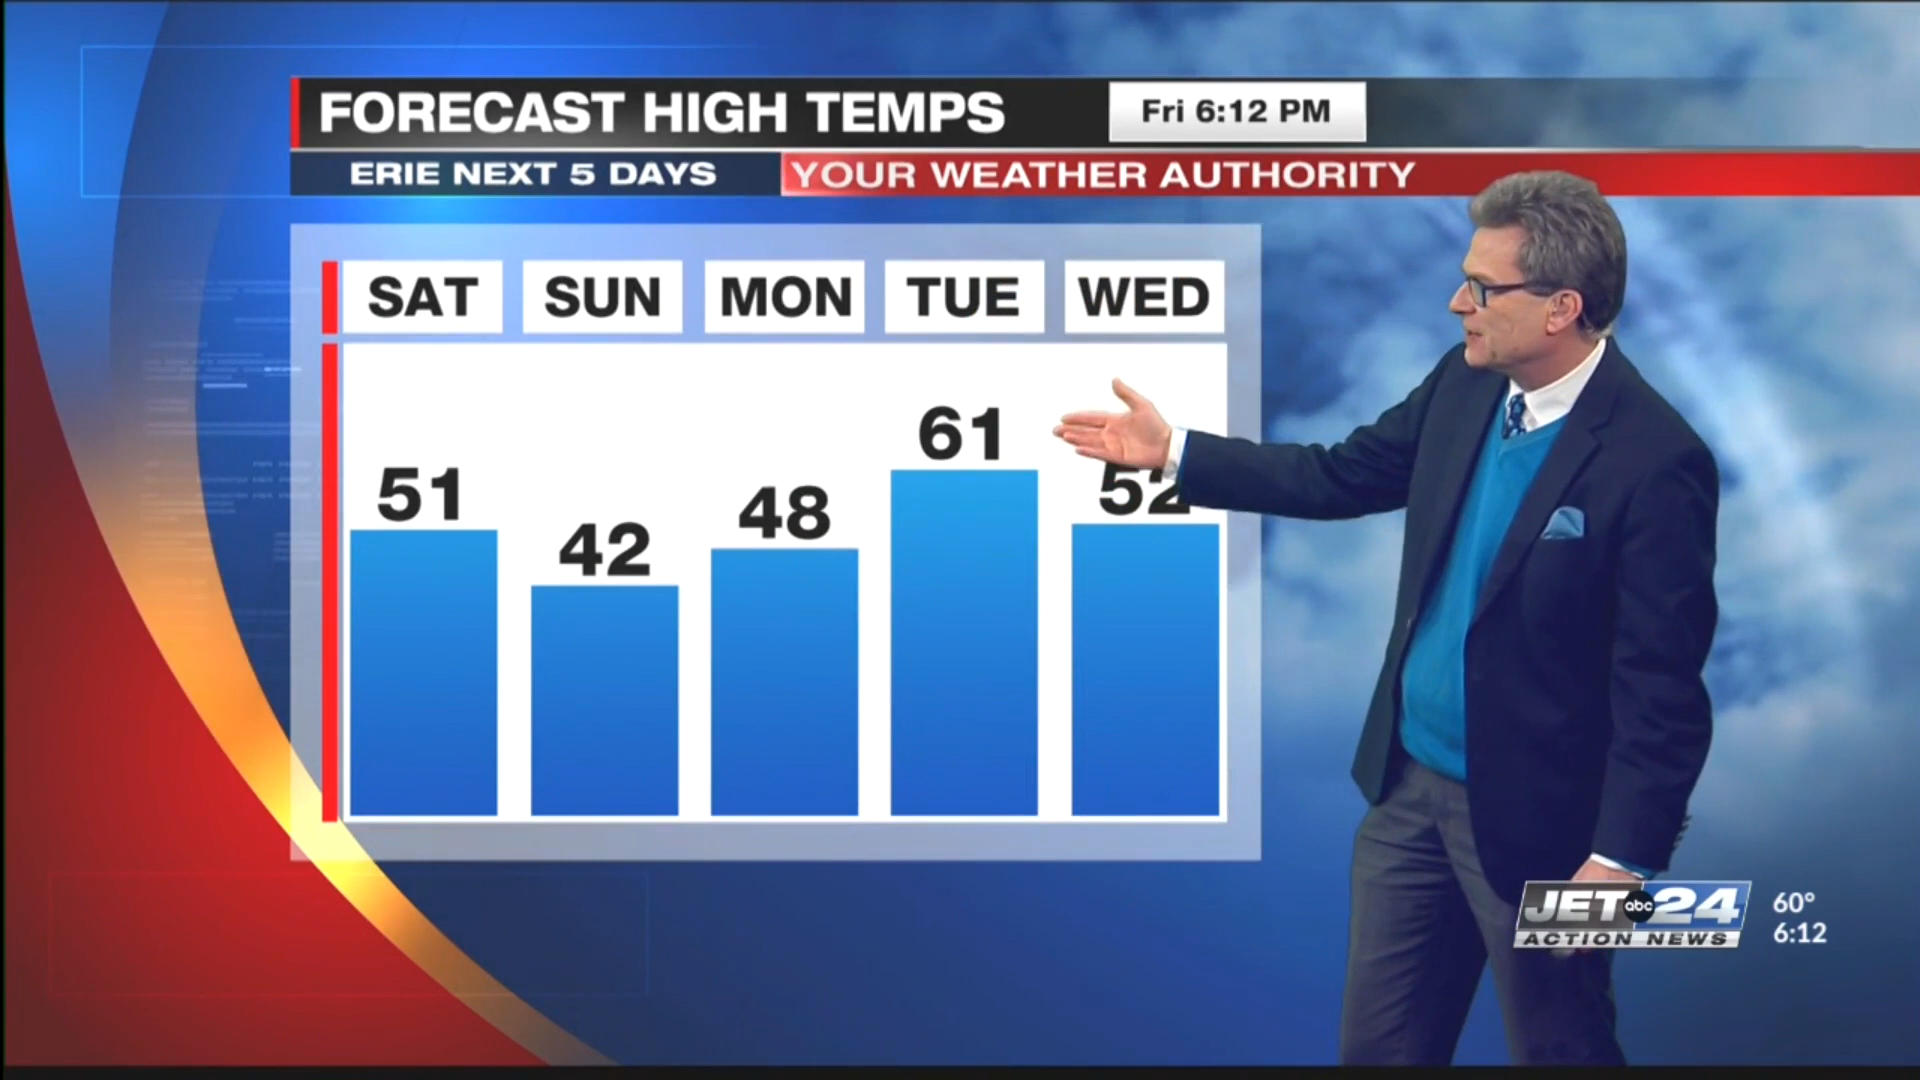 FORECAST HIGH TEMPS
Fri 6:12 PM
ERIE NEXT 5 DAYS
YOUR WEATHER AUTHORITY
SAT SUN MON TUE WED
51 42 48 61 52
JET abc 24
ACTION NEWS
60°
6:12